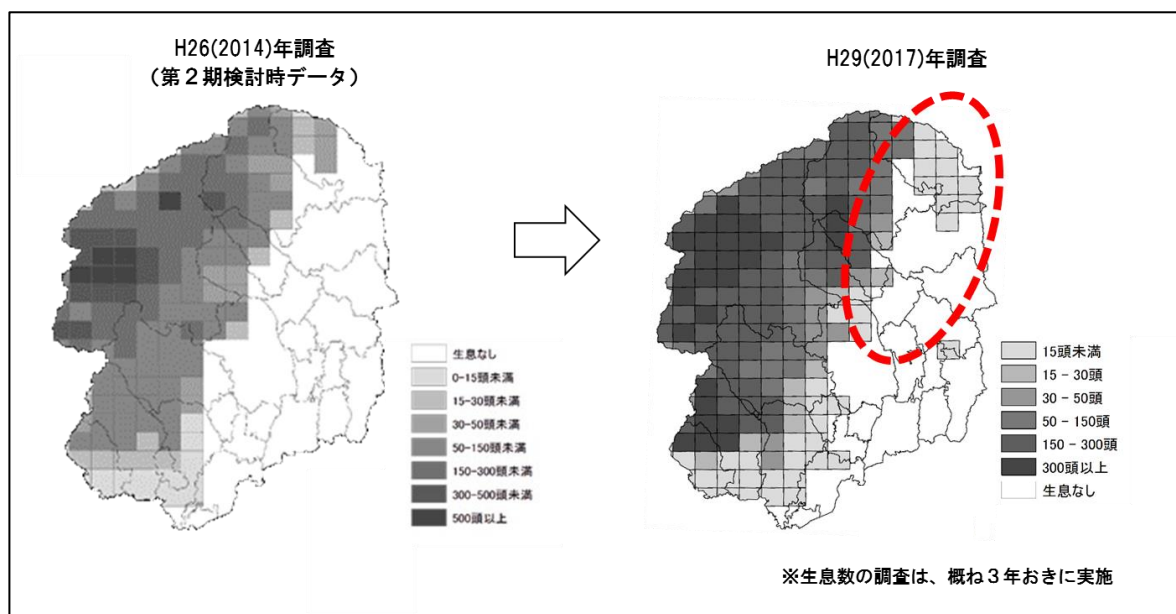 H26(2014)年調査
(第2期検討時データ)
生息なし
0-15頭未満
15-30頭未満
30-50頭未満
50-150頭未満
150-300頭未満
300-500頭未満
500頭以上
H29(2017)年調査
15頭未満
15 - 30頭
30 - 50頭
50 - 150頭
150 - 300頭
300頭以上
生息なし
※生息数の調査は、概ね3年おきに実施